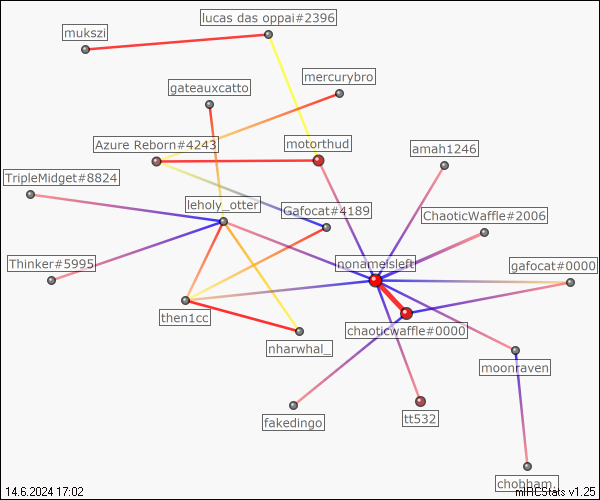 lucas das oppai#2396
mukszi
mercurybro
gateauxcatto
Azure Reborn#4243
motorthud
amah1246
TripleMidget#8824
leholy_otter
Gafocat#4189
ChaoticWaffle#2006
Thinker#5995
nonameisleft
gafocat#0000
then1cc
chaoticwaffle#0000
nharwhal_
moonraven
fakedingo
tt532
chobham_
14.6.2024 17:02
mIRCStats v1.25